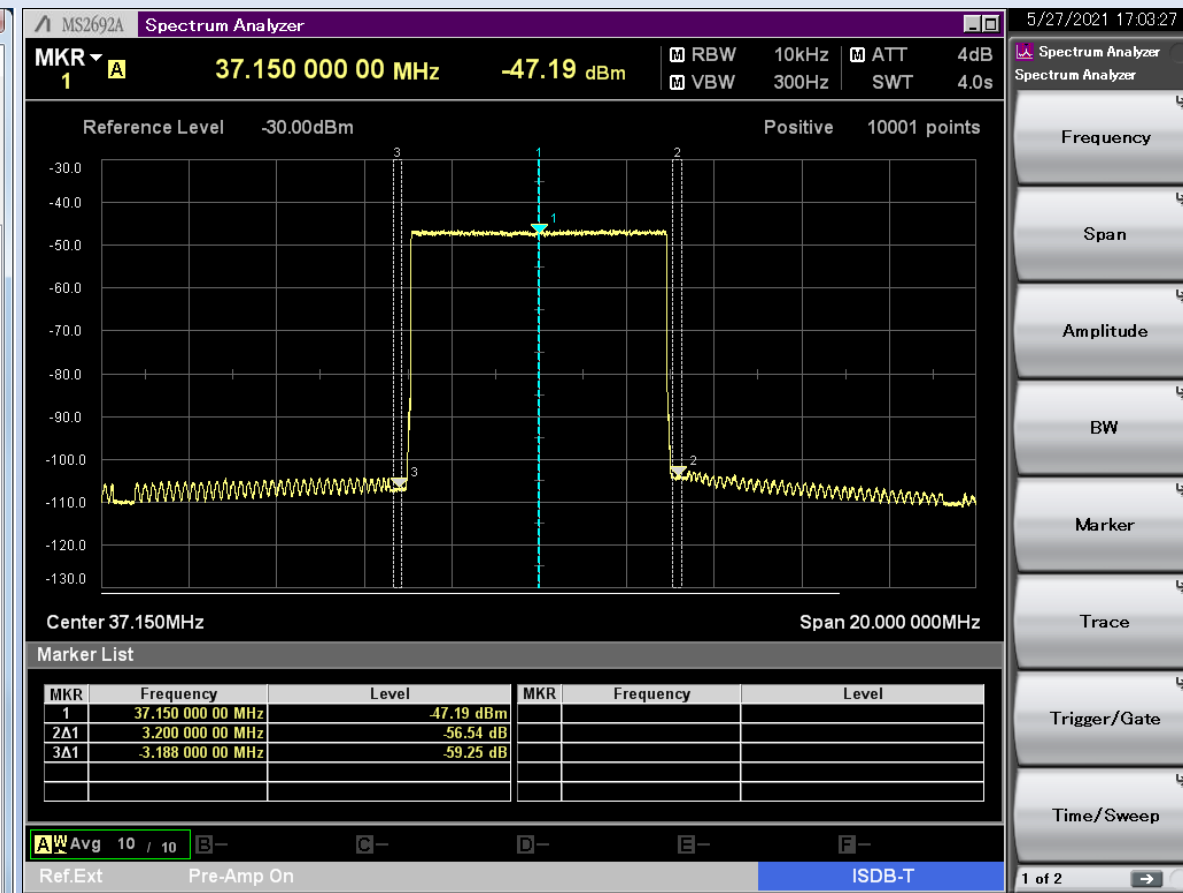 MS2692A Spectrum Analyzer
5/27/2021 17:03:27
MKR 1 A 37.150 000 00 MHz -47.19 dBm
M RBW 10kHz M ATT 4dB
M VBW 300Hz SWT 4.0s
Spectrum Analyzer
Spectrum Analyzer
Reference Level -30.00dBm Positive 10001 points
3 1 2
-30.0
-40.0
1
-50.0
-60.0
-70.0
-80.0
-90.0
-100.0
2
3
-110.0
-120.0
-130.0
Center 37.150MHz Span 20.000 000MHz
Marker List
MKR Frequency Level MKR Frequency Level
1 37.150 000 00 MHz -47.19 dBm
2Δ1 3.200 000 00 MHz -56.54 dB
3Δ1 -3.188 000 00 MHz -59.25 dB
A W Avg 10 / 10 B- C- D- E- F-
Ref.Ext Pre-Amp On ISDB-T
Frequency
Span
Amplitude
BW
Marker
Trace
Trigger/Gate
Time/Sweep
1 of 2